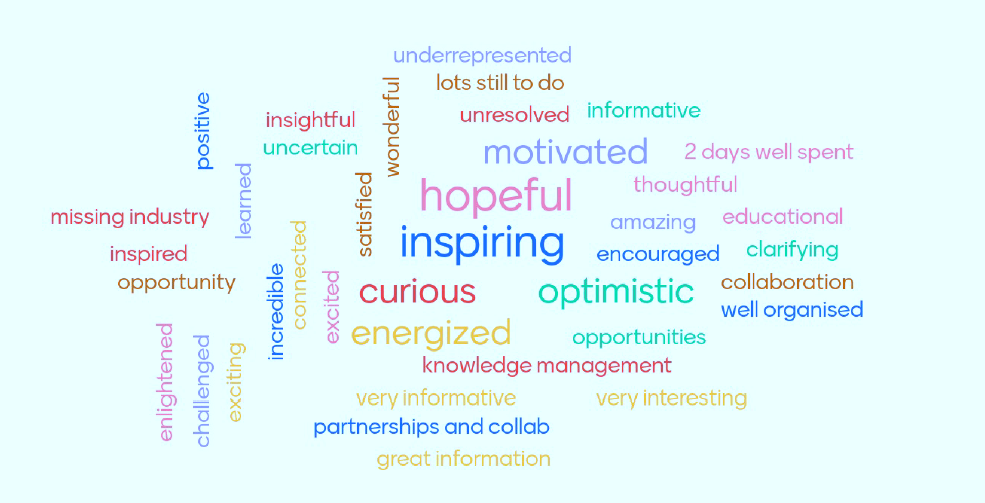 underrepresented
lots still to do
wonderful
positive
insightful
unresolved
informative
uncertain
motivated
2 days well spent
learned
satisfied
hopeful
thoughtful
missing industry
amazing
educational
inspired
connected
inspiring
encouraged
clarifying
opportunity
incredible
excited
curious
optimistic
collaboration
well organised
energized
opportunities
enlightened
challenged
exciting
knowledge management
very informative
very interesting
partnerships and collab
great information